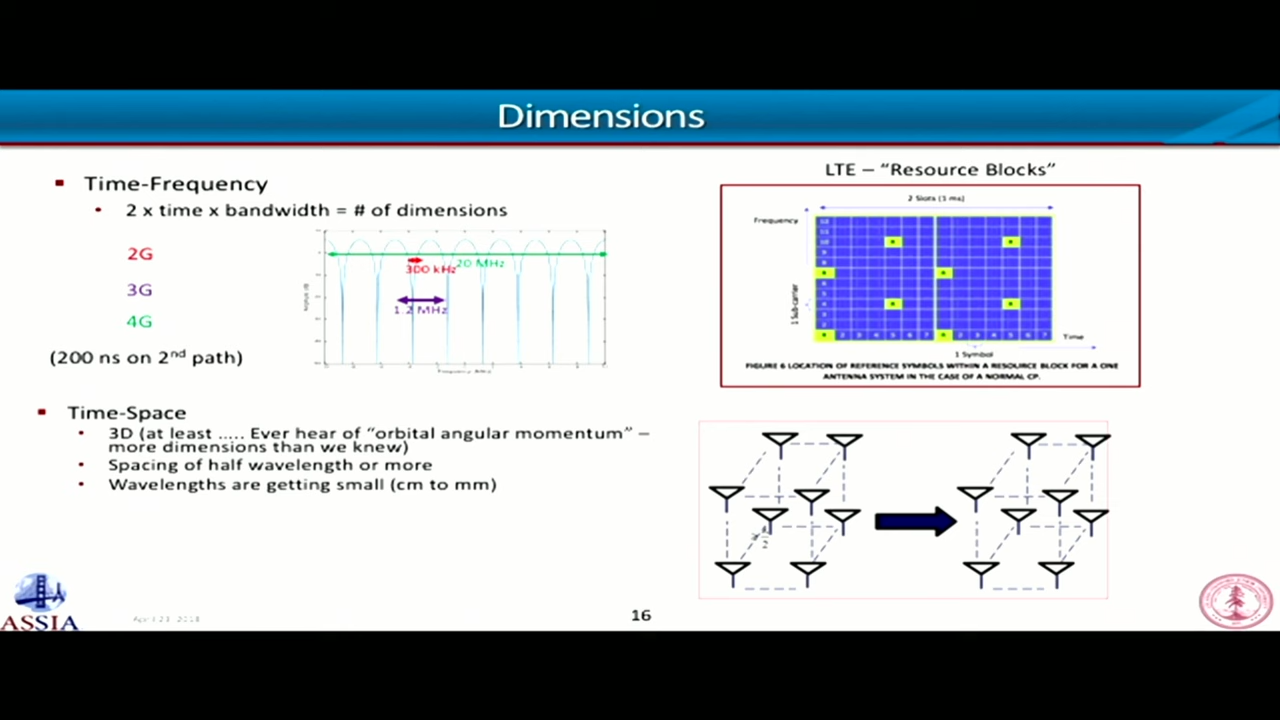 Dimensions
Time-Frequency
2 x time x bandwidth = # of dimensions
2G
3G
4G
(200 ns on 2nd path)
300 kHz
20 MHz
1.2 MHz
Time-Space
3D (at least ..... Ever hear of “orbital angular momentum” –
more dimensions than we knew)
Spacing of half wavelength or more
Wavelengths are getting small (cm to mm)
LTE – “Resource Blocks”
2 Slots (1 ms)
Frequency
1 Sub-carrier
Time
1 Symbol
FIGURE 6 LOCATION OF REFERENCE SYMBOLS WITHIN A RESOURCE BLOCK FOR A ONE
ANTENNA SYSTEM IN THE CASE OF A NORMAL CP.
ASSIA
16